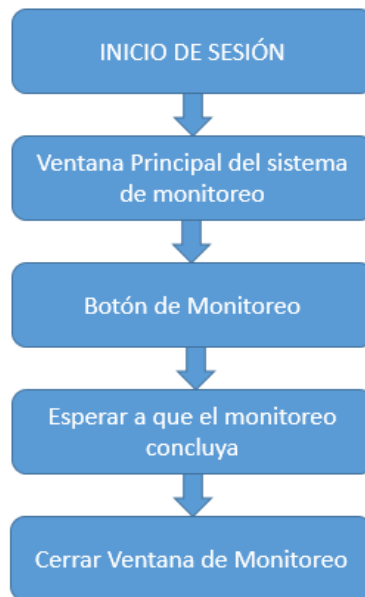 INICIO DE SESIÓN
Ventana Principal del sistema
de monitoreo
Botón de Monitoreo
Esperar a que el monitoreo
concluya
Cerrar Ventana de Monitoreo